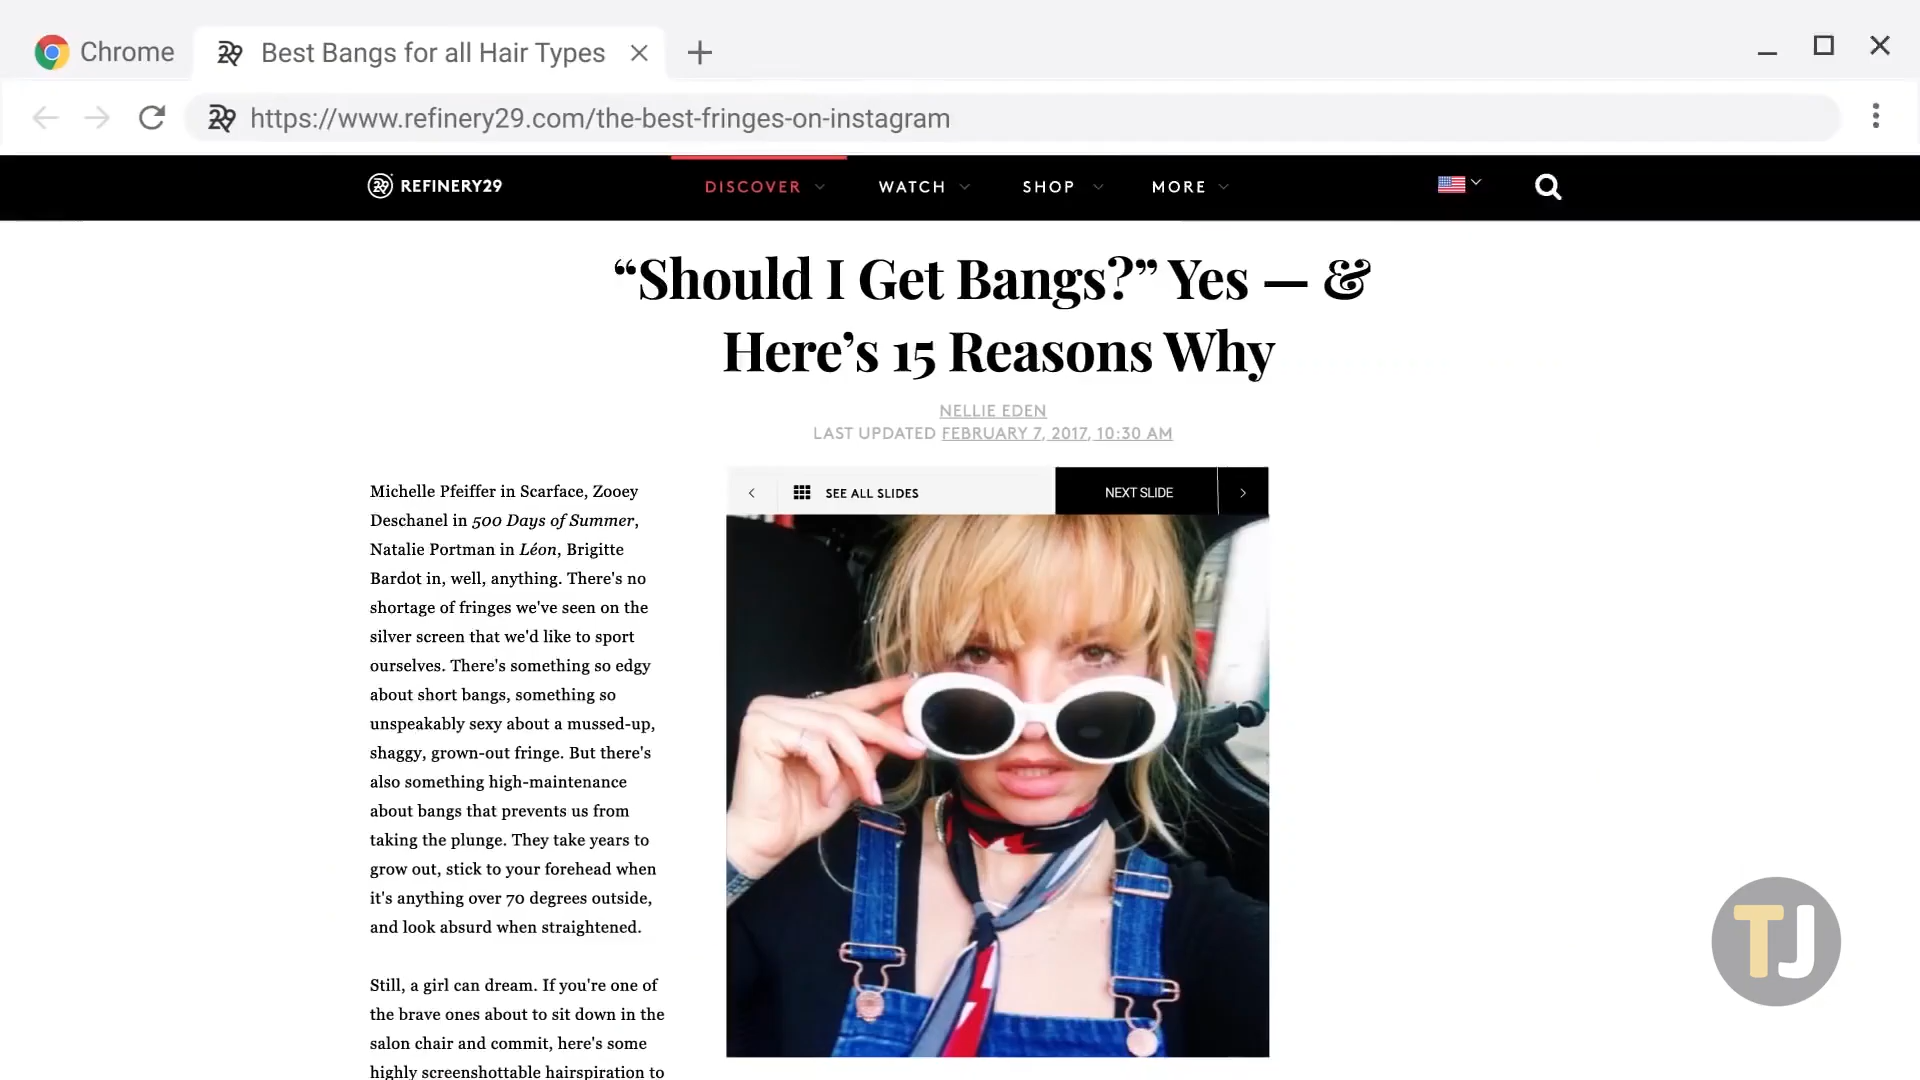 Chrome
Best Bangs for all Hair Types
https://www.refinery29.com/the-best-fringes-on-instagram
REFINERY29
DISCOVER
WATCH
SHOP
MORE
“Should I Get Bangs?” Yes — &
Here’s 15 Reasons Why
NELLIE EDEN
LAST UPDATED FEBRUARY 7, 2017, 10:30 AM
SEE ALL SLIDES
NEXT SLIDE
Michelle Pfeiffer in Scarface, Zooey
Deschanel in 500 Days of Summer,
Natalie Portman in Léon, Brigitte
Bardot in, well, anything. There's no
shortage of fringes we've seen on the
silver screen that we'd like to sport
ourselves. There's something so edgy
about short bangs, something so
unspeakably sexy about a mussed-up,
shaggy, grown-out fringe. But there's
also something high-maintenance
about bangs that prevents us from
taking the plunge. They take years to
grow out, stick to your forehead when
it's anything over 70 degrees outside,
and look absurd when straightened.
Still, a girl can dream. If you're one of
the brave ones about to sit down in the
salon chair and commit, here's some
highly screenshottable hairspiration to
TJ